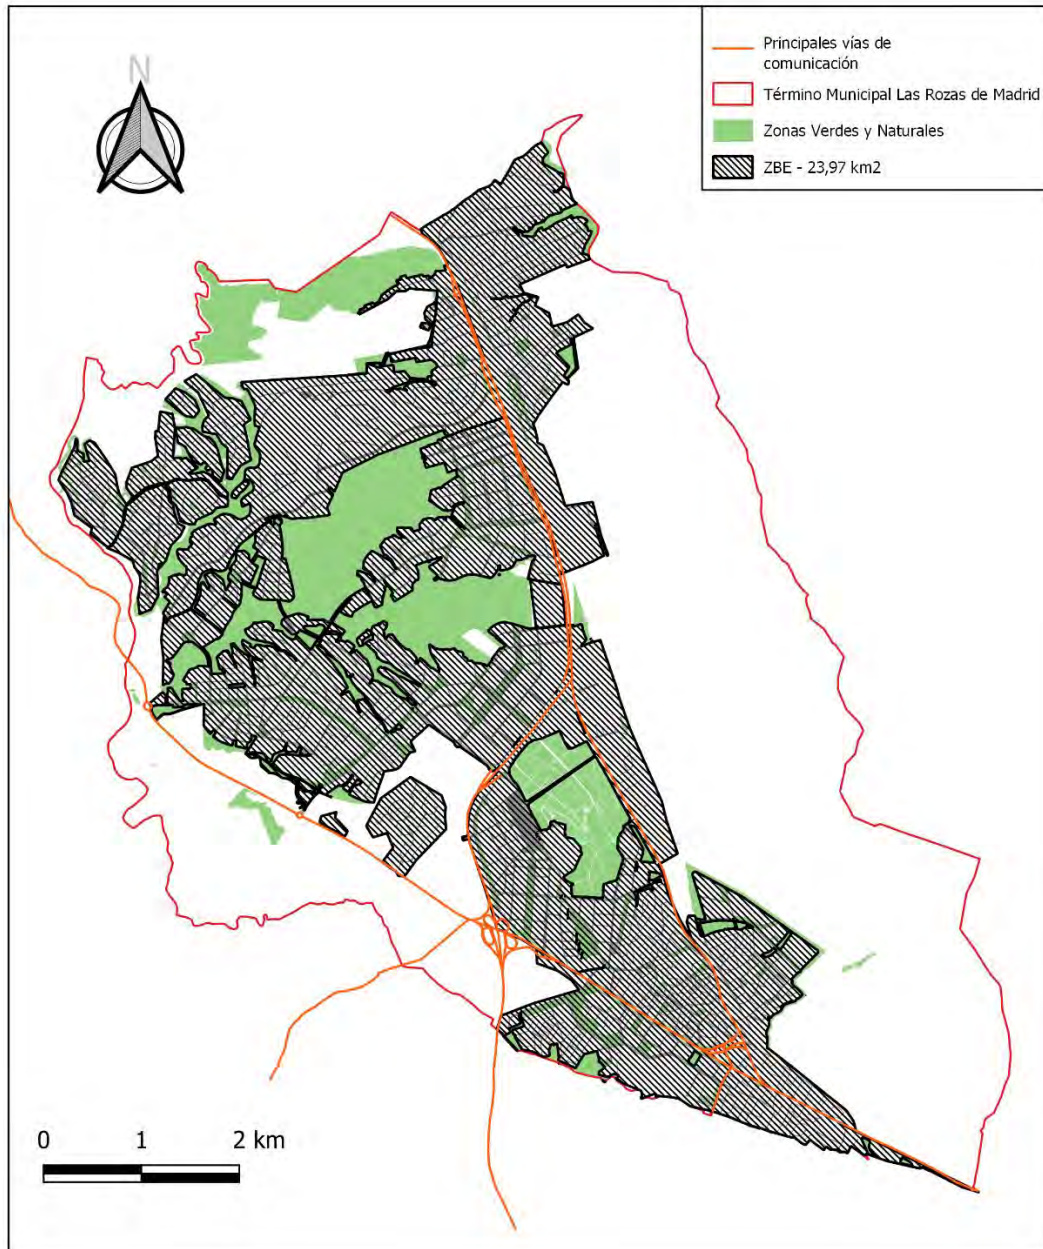 N
Principales vías de
comunicación
Término Municipal Las Rozas de Madrid
Zonas Verdes y Naturales
ZBE - 23,97 km2
0 1 2 km